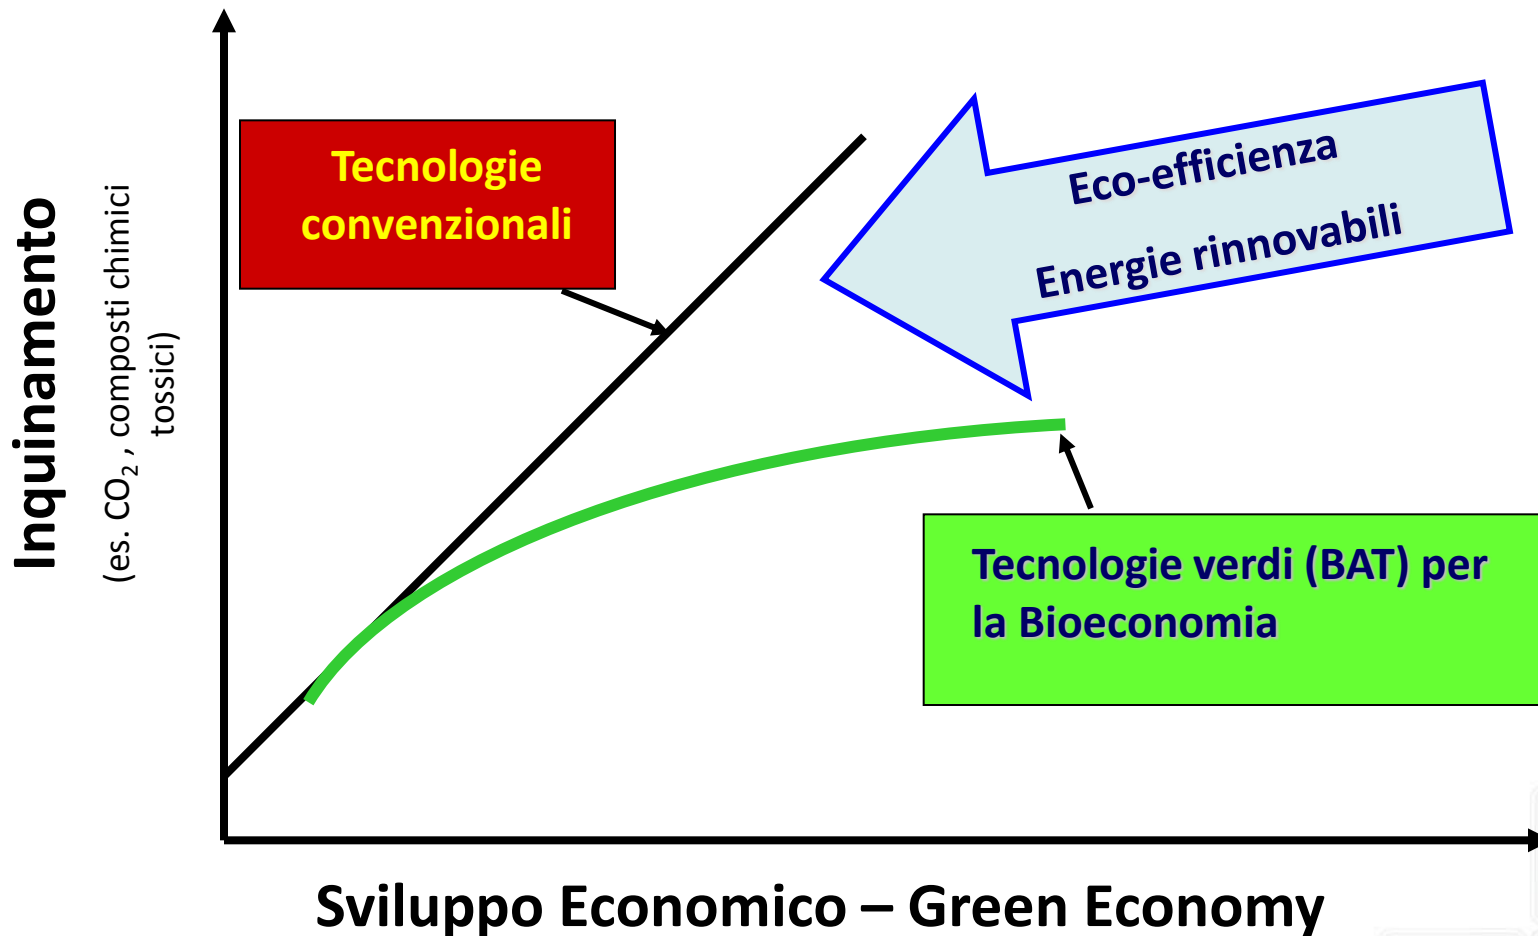 Inquinamento
(es. CO₂ , composti chimici
tossici)
Tecnologie
convenzionali
Eco-efficienza
Energie rinnovabili
Tecnologie verdi (BAT) per
la Bioeconomia
Sviluppo Economico – Green Economy